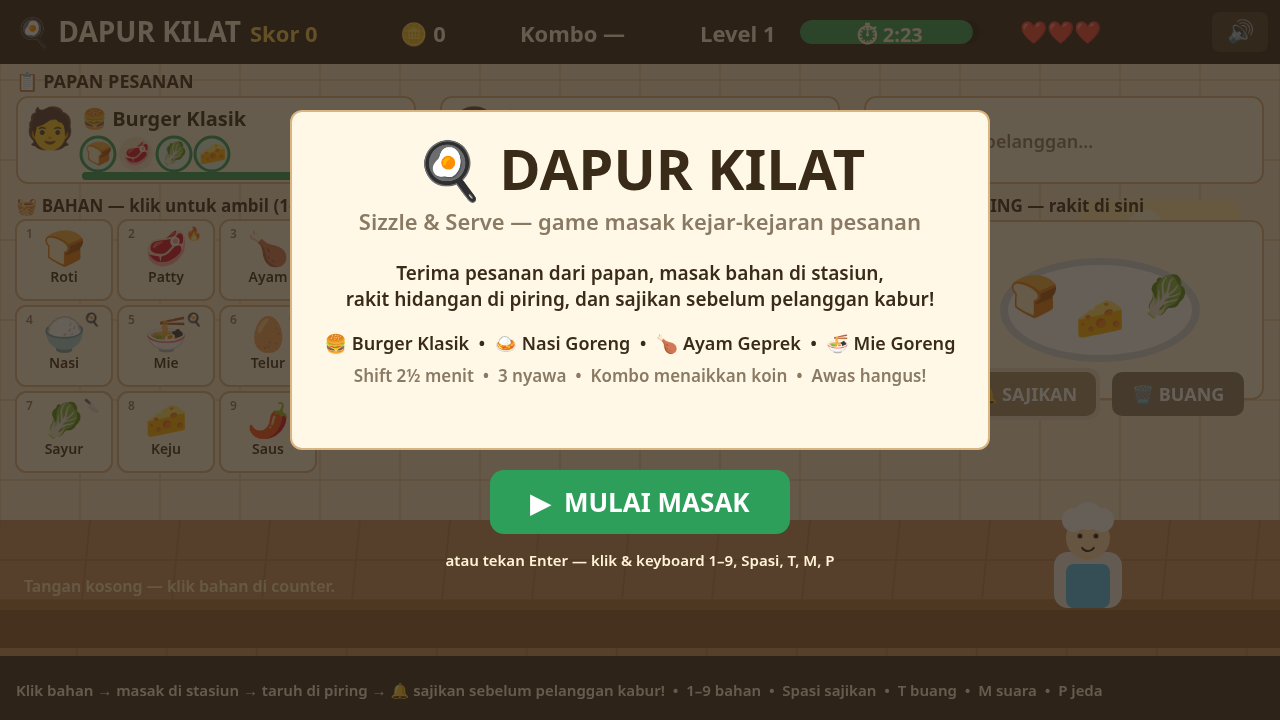 DAPUR KILAT Skor 0 0 Kombo — Level 1 2:23
PAPAN PESANAN
Burger Klasik
pelanggan...
BAHAN — klik untuk ambil (1
ING — rakit di sini
1 Roti
2 Patty
3 Ayam
4 Nasi
5 Mie
6 Telur
7 Sayur
8 Keju
9 Saus
SAJIKAN
BUANG
DAPUR KILAT
Sizzle & Serve — game masak kejar-kejaran pesanan
Terima pesanan dari papan, masak bahan di stasiun,
rakit hidangan di piring, dan sajikan sebelum pelanggan kabur!
Burger Klasik • Nasi Goreng • Ayam Geprek • Mie Goreng
Shift 2½ menit • 3 nyawa • Kombo menaikkan koin • Awas hangus!
▶ MULAI MASAK
atau tekan Enter — klik & keyboard 1–9, Spasi, T, M, P
Tangan kosong — klik bahan di counter.
Klik bahan → masak di stasiun → taruh di piring → sajikan sebelum pelanggan kabur! • 1–9 bahan • Spasi sajikan • T buang • M suara • P jeda